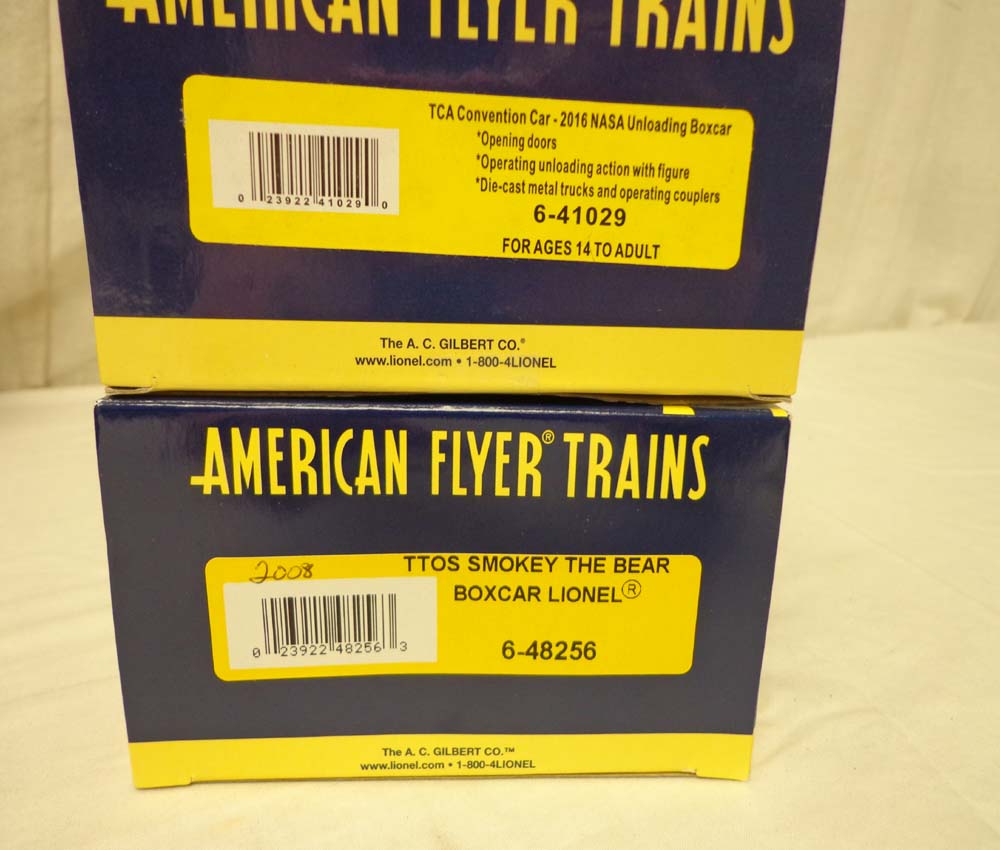 AMERICAN FLYER TRAINS
TCA Convention Car - 2016 NASA Unloading Boxcar
*Opening doors
*Operating unloading action with figure
*Die-cast metal trucks and operating couplers
6-41029
FOR AGES 14 TO ADULT
0 23922 41029 0
The A. C. GILBERT CO.®
www.lionel.com • 1-800-4LIONEL
AMERICAN FLYER® TRAINS
2008
TTOS SMOKEY THE BEAR
BOXCAR LIONEL®
6-48256
0 23922 48256 3
The A. C. GILBERT CO.™
www.lionel.com • 1-800-4LIONEL